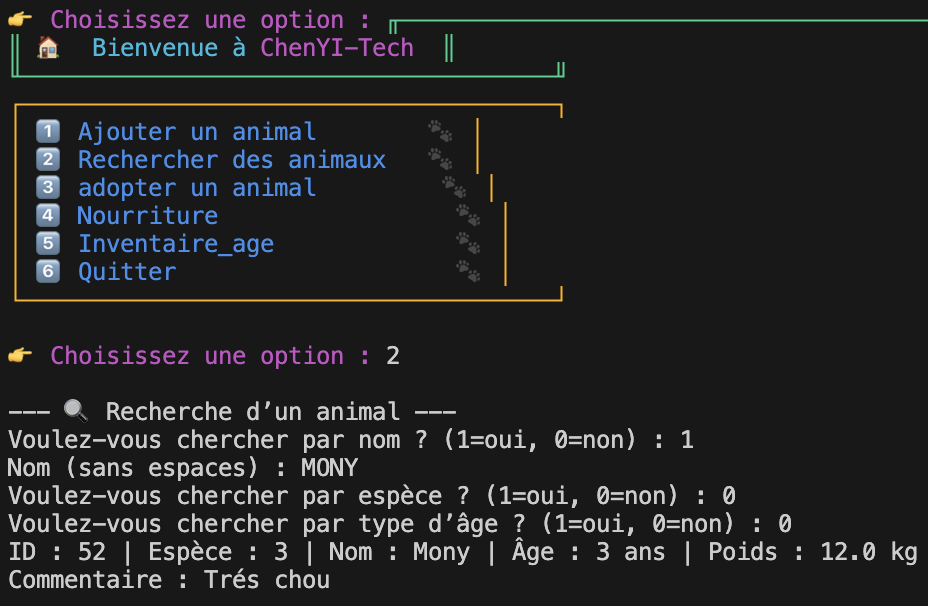 👉 Choisissez une option :
🏠 Bienvenue à ChenYI-Tech
1 Ajouter un animal
2 Rechercher des animaux
3 adopter un animal
4 Nourriture
5 Inventaire_age
6 Quitter
👉 Choisissez une option : 2
--- 🔍 Recherche d’un animal ---
Voulez-vous chercher par nom ? (1=oui, 0=non) : 1
Nom (sans espaces) : MONY
Voulez-vous chercher par espèce ? (1=oui, 0=non) : 0
Voulez-vous chercher par type d’âge ? (1=oui, 0=non) : 0
ID : 52 | Espèce : 3 | Nom : Mony | Âge : 3 ans | Poids : 12.0 kg
Commentaire : Trés chou